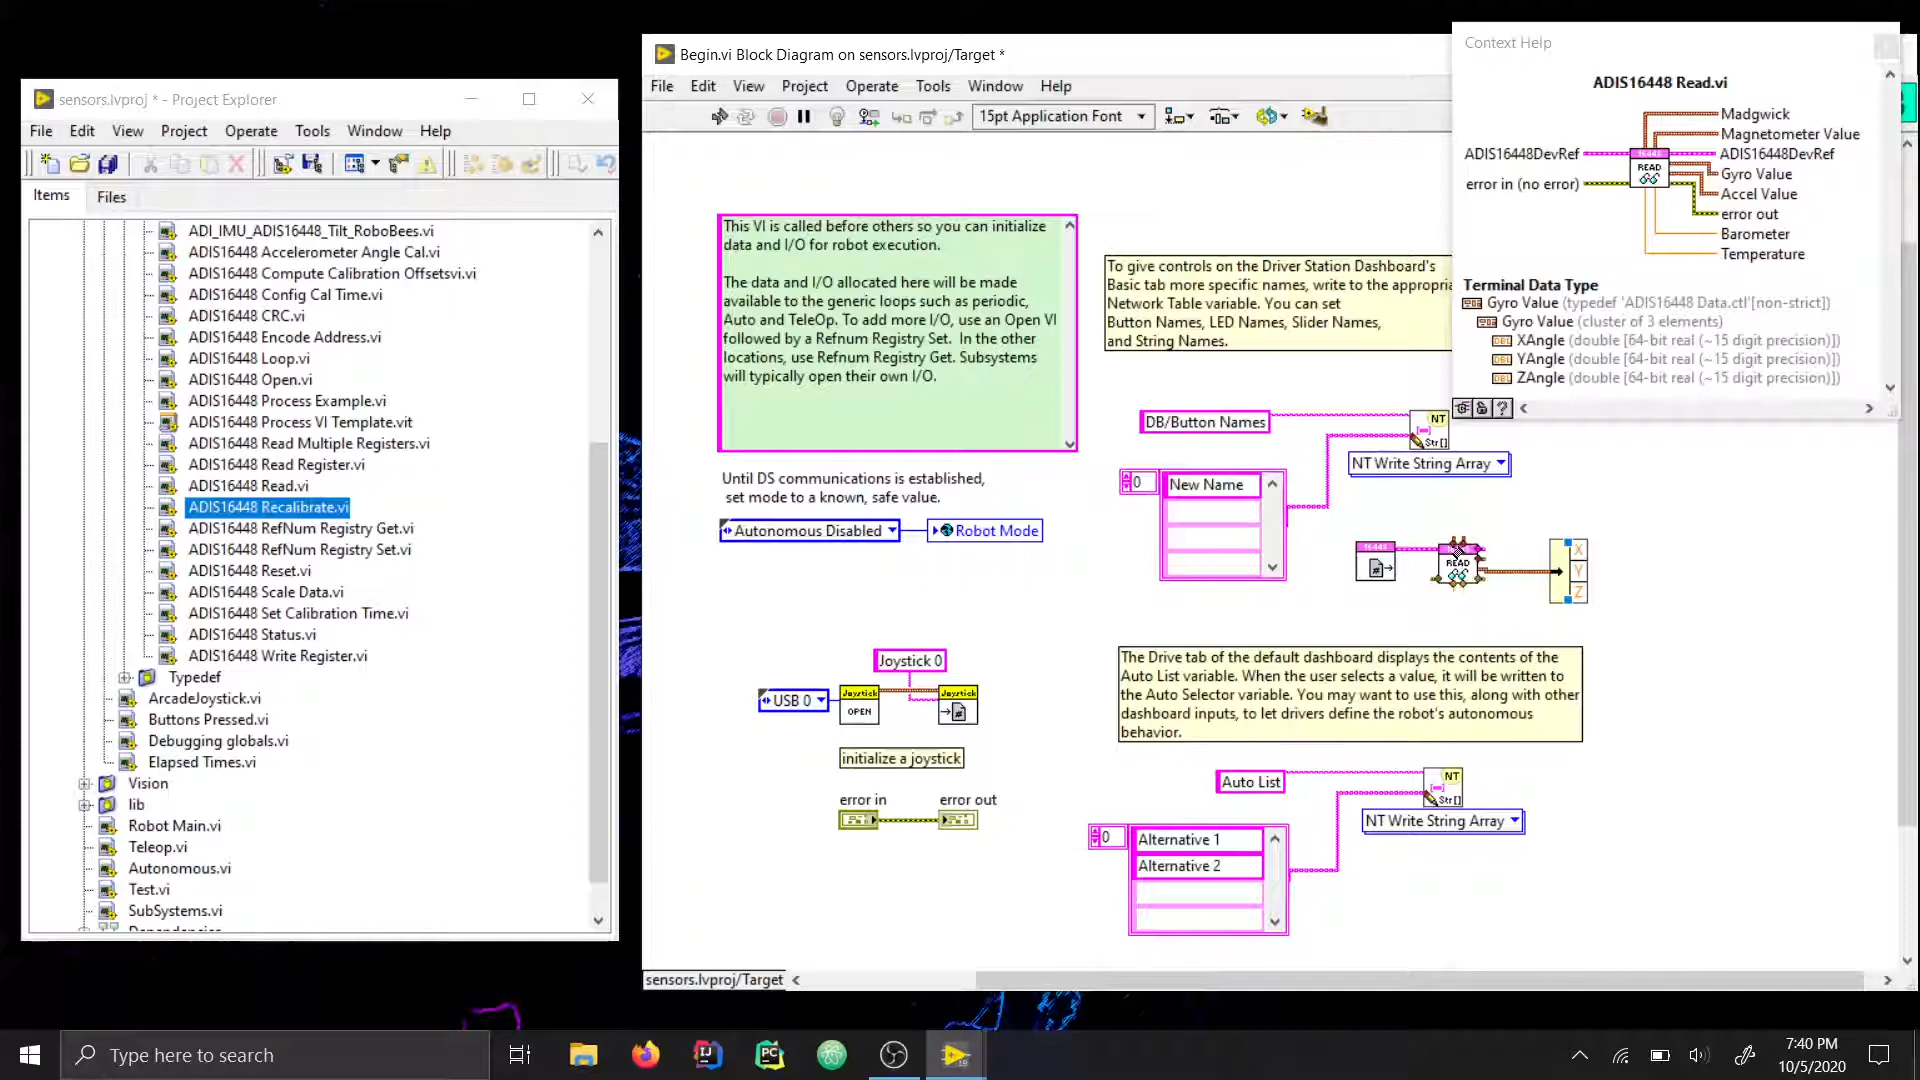 sensors.lvproj * - Project Explorer
File Edit View Project Operate Tools Window Help
Items Files
ADI_IMU_ADIS16448_Tilt_RoboBees.vi
ADIS16448 Accelerometer Angle Cal.vi
ADIS16448 Compute Calibration Offsetsvi.vi
ADIS16448 Config Cal Time.vi
ADIS16448 CRC.vi
ADIS16448 Encode Address.vi
ADIS16448 Loop.vi
ADIS16448 Open.vi
ADIS16448 Process Example.vi
ADIS16448 Process VI Template.vit
ADIS16448 Read Multiple Registers.vi
ADIS16448 Read Register.vi
ADIS16448 Read.vi
ADIS16448 Recalibrate.vi
ADIS16448 RefNum Registry Get.vi
ADIS16448 RefNum Registry Set.vi
ADIS16448 Reset.vi
ADIS16448 Scale Data.vi
ADIS16448 Set Calibration Time.vi
ADIS16448 Status.vi
ADIS16448 Write Register.vi
Typedef
ArcadeJoystick.vi
Buttons Pressed.vi
Debugging globals.vi
Elapsed Times.vi
Vision
lib
Robot Main.vi
Teleop.vi
Autonomous.vi
Test.vi
SubSystems.vi
Begin.vi Block Diagram on sensors.lvproj/Target *
File Edit View Project Operate Tools Window Help
15pt Application Font
This VI is called before others so you can initialize
data and I/O for robot execution.
The data and I/O allocated here will be made
available to the generic loops such as periodic,
Auto and TeleOp. To add more I/O, use an Open VI
followed by a Refnum Registry Set. In the other
locations, use Refnum Registry Get. Subsystems
will typically open their own I/O.
Until DS communications is established,
set mode to a known, safe value.
Autonomous Disabled
Robot Mode
Joystick 0
USB 0
Joystick
OPEN
Joystick
initialize a joystick
error in error out
To give controls on the Driver Station Dashboard's
Basic tab more specific names, write to the appropria
Network Table variable. You can set
Button Names, LED Names, Slider Names,
and String Names.
DB/Button Names
NT
Str[]
NT Write String Array
0
New Name
16448
READ
X
Y
Z
The Drive tab of the default dashboard displays the contents of the
Auto List variable. When the user selects a value, it will be written to
the Auto Selector variable. You may want to use this, along with other
dashboard inputs, to let drivers define the robot's autonomous
behavior.
Auto List
NT
Str[]
NT Write String Array
0
Alternative 1
Alternative 2
sensors.lvproj/Target
Context Help
ADIS16448 Read.vi
Madgwick
Magnetometer Value
ADIS16448DevRef
ADIS16448DevRef
Gyro Value
error in (no error)
Accel Value
error out
Barometer
Temperature
16448
READ
Terminal Data Type
Gyro Value (typedef 'ADIS16448 Data.ctl'[non-strict])
Gyro Value (cluster of 3 elements)
XAngle (double [64-bit real (~15 digit precision)])
YAngle (double [64-bit real (~15 digit precision)])
ZAngle (double [64-bit real (~15 digit precision)])
Type here to search
7:40 PM
10/5/2020